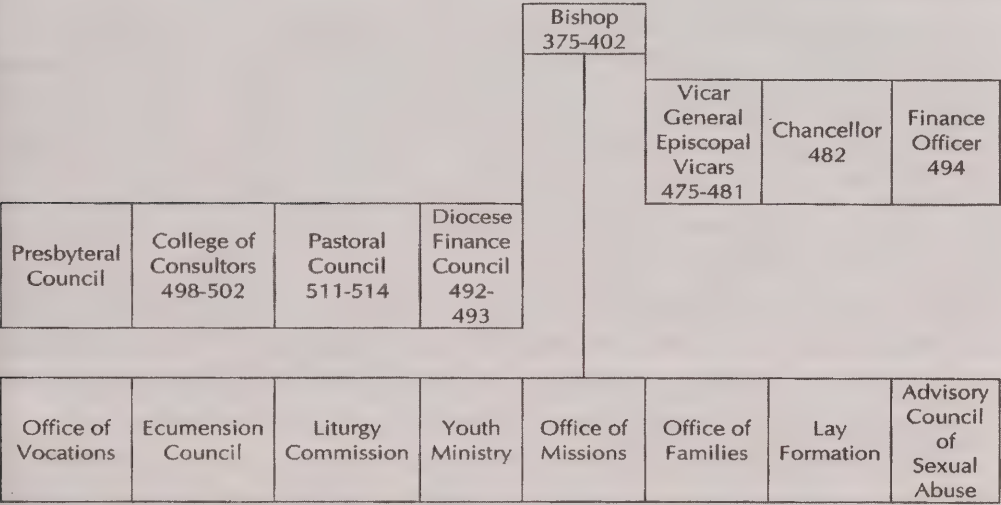 Bishop
375-402
Vicar
General
Episcopal
Vicars
475-481
Chancellor
482
Finance
Officer
494
Presbyteral
Council
College of
Consultors
498-502
Pastoral
Council
511-514
Diocese
Finance
Council
492-
493
Office of
Vocations
Ecumension
Council
Liturgy
Commission
Youth
Ministry
Office of
Missions
Office of
Families
Lay
Formation
Advisory
Council
of
Sexual
Abuse